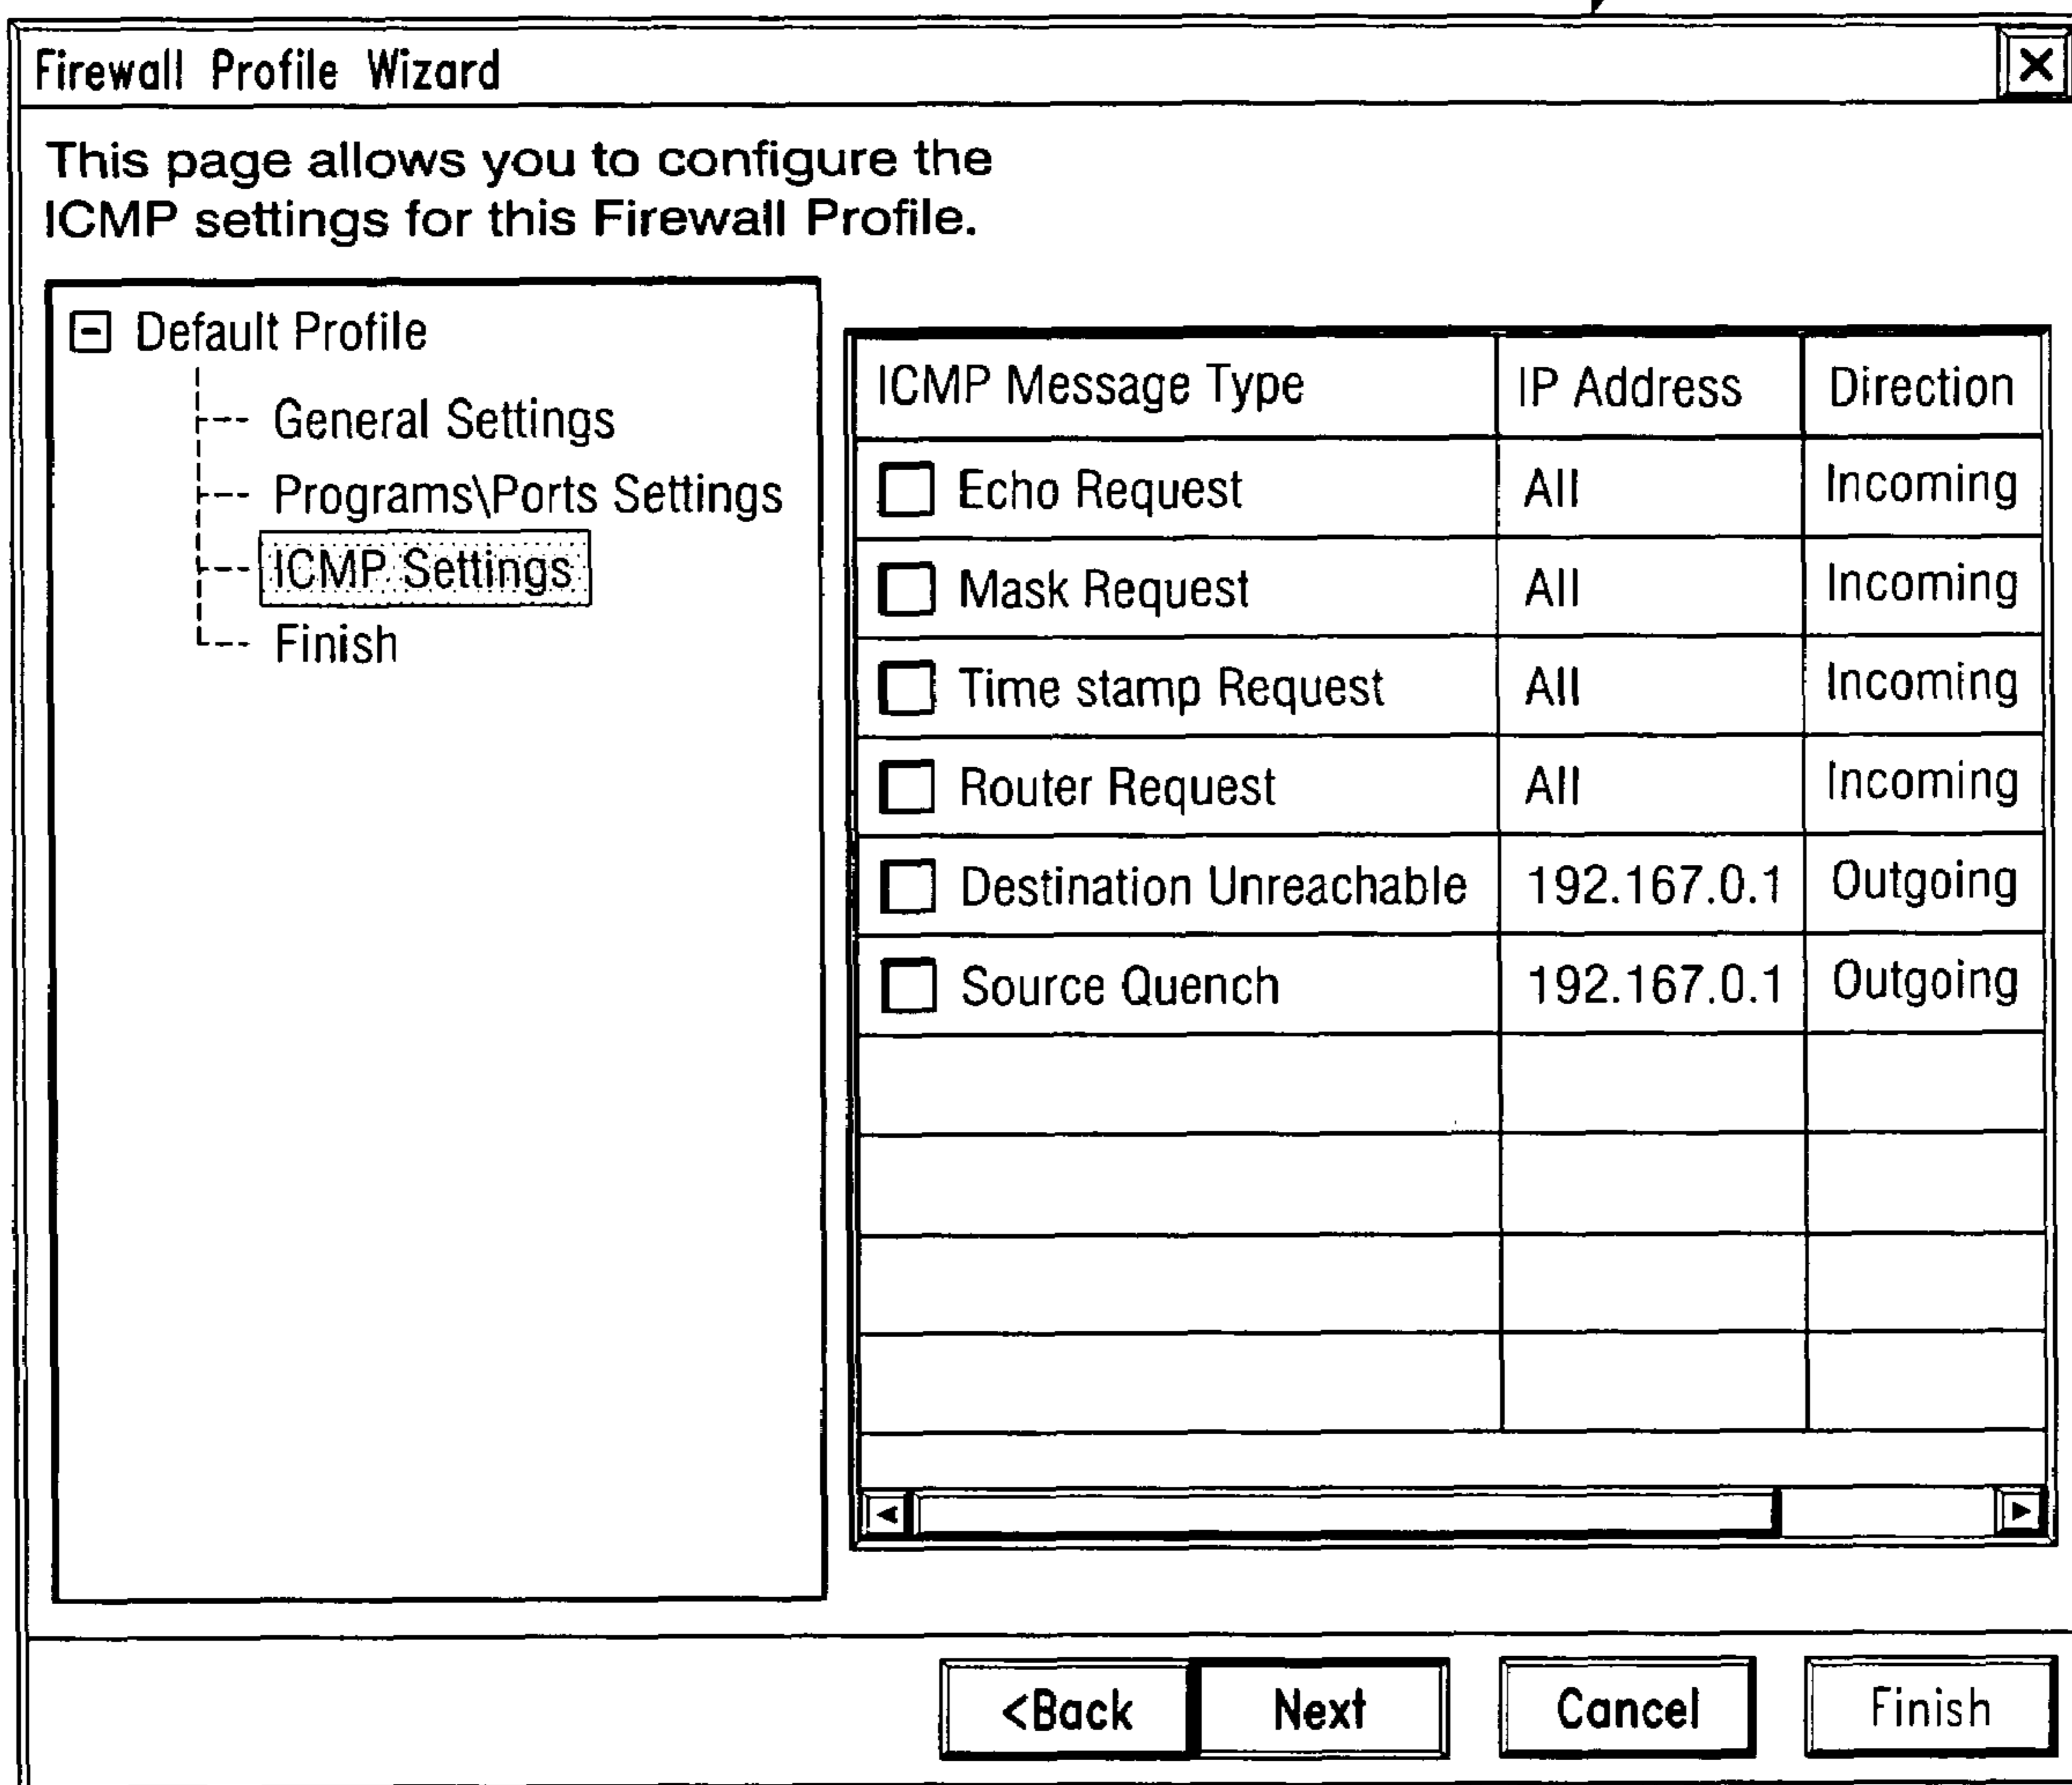 Firewall Profile Wizard
This page allows you to configure the
ICMP settings for this Firewall Profile.
Default Profile
General Settings
Programs\Ports Settings
ICMP Settings
Finish
ICMP Message Type IP Address Direction
Echo Request All Incoming
Mask Request All Incoming
Time stamp Request All Incoming
Router Request All Incoming
Destination Unreachable 192.167.0.1 Outgoing
Source Quench 192.167.0.1 Outgoing
<Back Next Cancel Finish